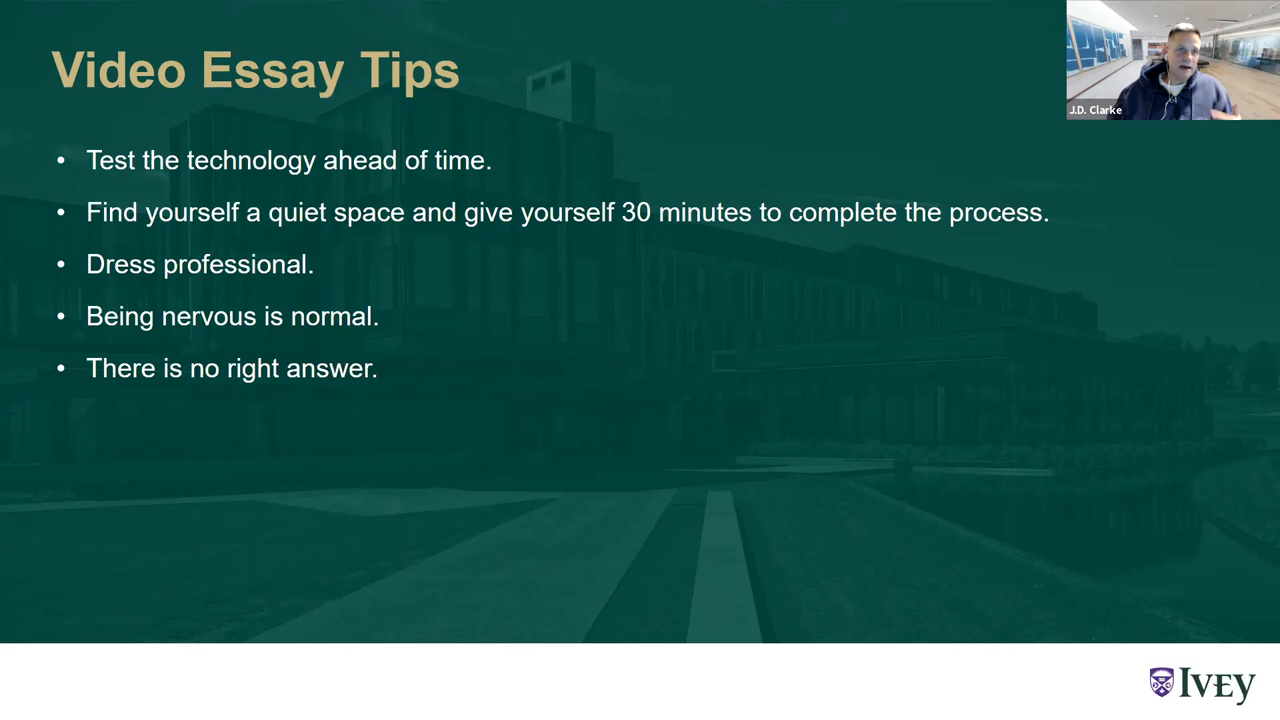 Video Essay Tips
J.D. Clarke
• Test the technology ahead of time.
• Find yourself a quiet space and give yourself 30 minutes to complete the process.
• Dress professional.
• Being nervous is normal.
• There is no right answer.
IVEY